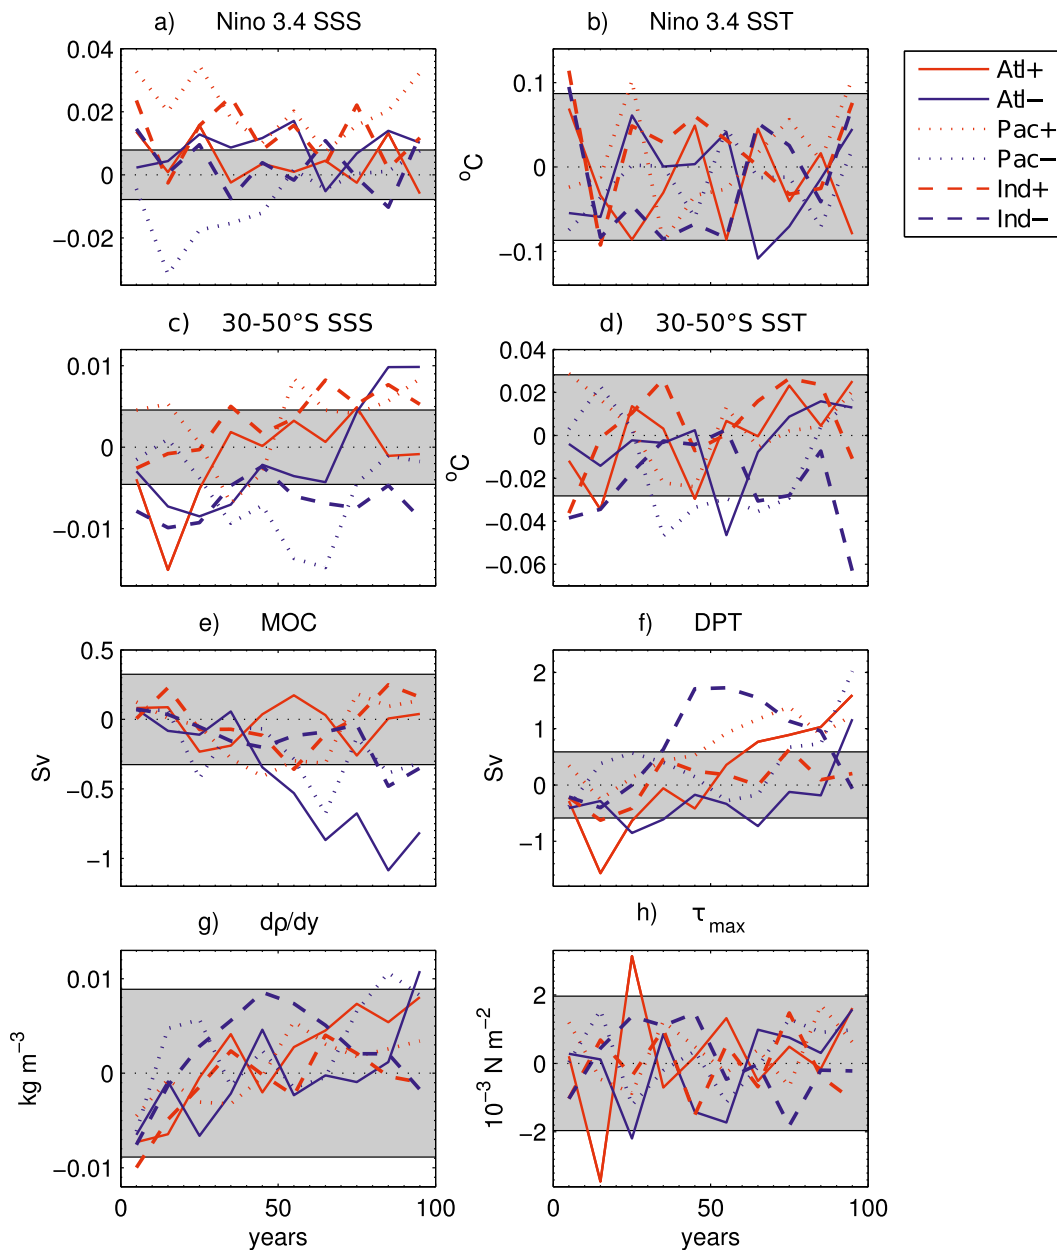 a) Nino 3.4 SSS
0.04
0.02
0
−0.02
b) Nino 3.4 SST
0.1
0
−0.1
°C
Atl+
Atl−
Pac+
Pac−
Ind+
Ind−
c) 30-50°S SSS
0.01
0
−0.01
d) 30-50°S SST
0.04
0.02
0
−0.02
−0.04
−0.06
°C
e) MOC
0.5
0
−0.5
−1
Sv
f) DPT
2
1
0
−1
Sv
g) dρ/dy
0.01
0
−0.01
kg m⁻³
0 50 100
years
h) τmax
2
0
−2
10⁻³ N m⁻²
0 50 100
years